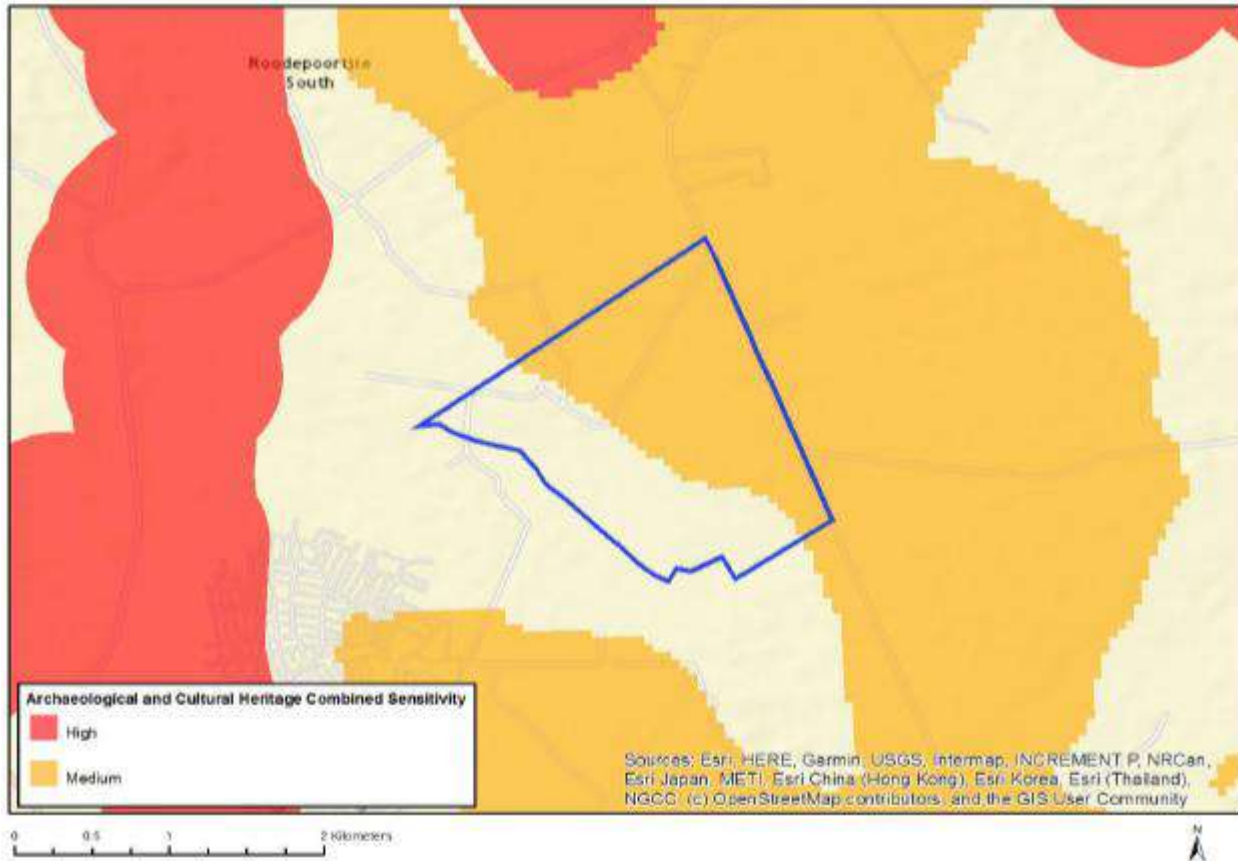 South
Archaeological and Cultural Heritage Combined Sensitivity
High
Medium
Sources: Esri, HERE, Garmin, USGS, Intermap, INCREMENT P, NRCan,
Esri Japan, METI, Esri China (Hong Kong), Esri Korea, Esri (Thailand),
NGCC, (c) OpenStreetMap contributors, and the GIS User Community
0 0.5 1 2 Kilometers
N